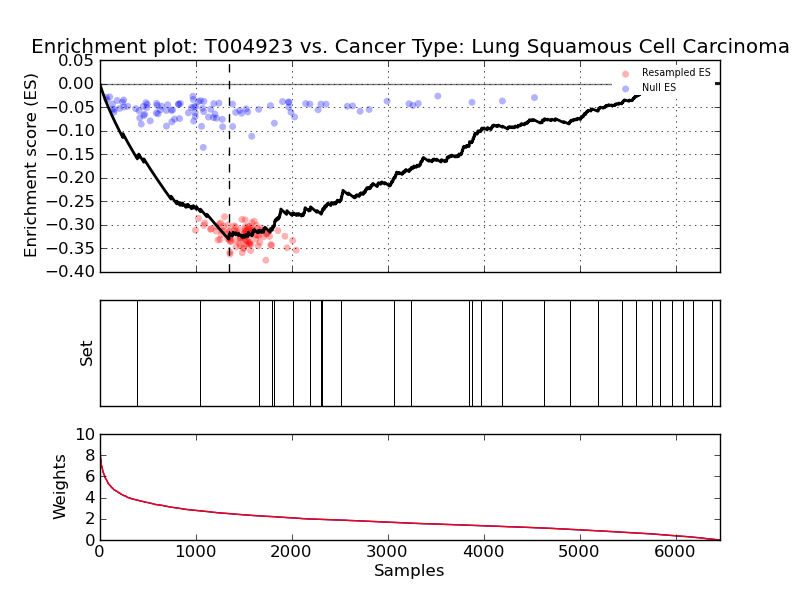 Enrichment plot: T004923 vs. Cancer Type: Lung Squamous Cell Carcinoma
Enrichment score (ES)
0.05
0.00
−0.05
−0.10
−0.15
−0.20
−0.25
−0.30
−0.35
−0.40
Resampled ES
Null ES
Set
Weights
10
8
6
4
2
0
0 1000 2000 3000 4000 5000 6000
Samples